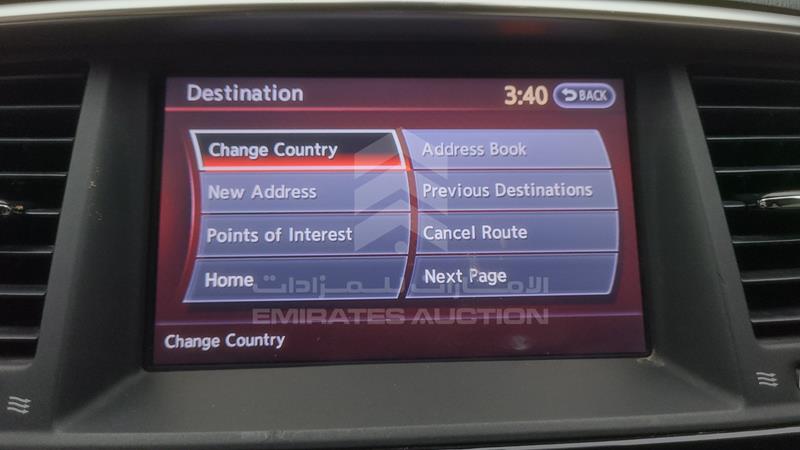 Destination
3:40
BACK
Change Country
Address Book
New Address
Previous Destinations
Points of Interest
Cancel Route
Home
Next Page
الإمارات للمزادات
EMIRATES AUCTION
Change Country